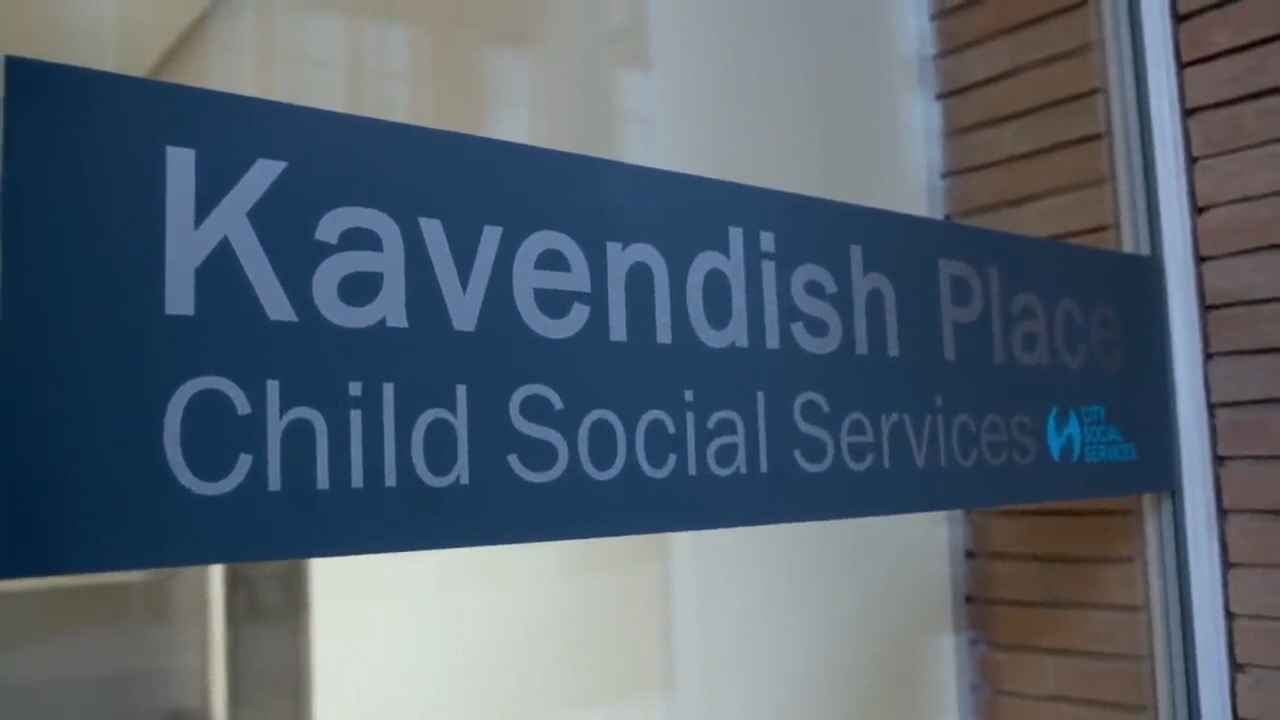 Kavendish Place
Child Social Services
CITY
SOCIAL
SERVICES